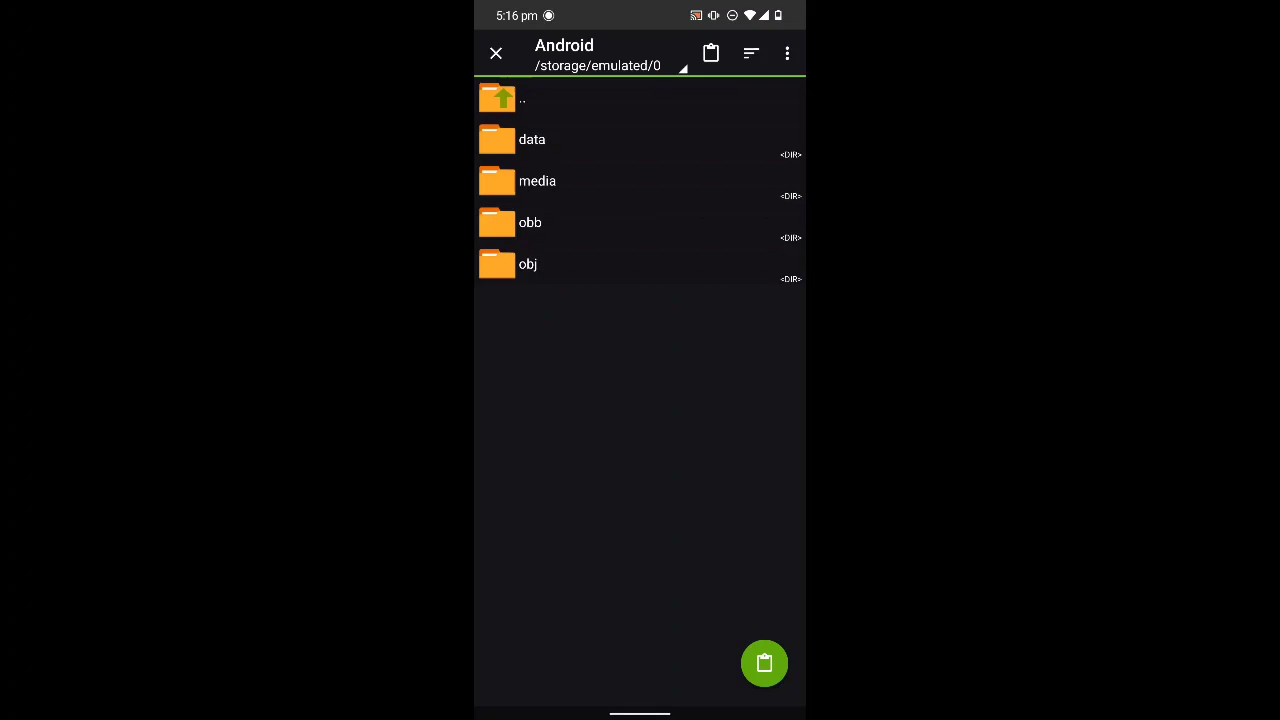 5:16 pm
Android
/storage/emulated/0
..
data
<DIR>
media
<DIR>
obb
<DIR>
obj
<DIR>